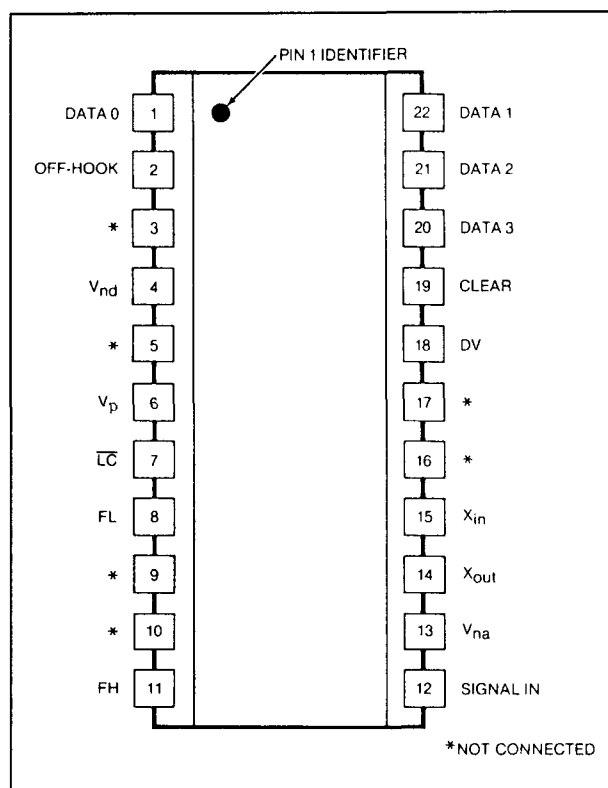 PIN 1 IDENTIFIER
DATA 0 1 22 DATA 1
OFF-HOOK 2 21 DATA 2
* 3 20 DATA 3
Vnd 4 19 CLEAR
* 5 18 DV
Vp 6 17 *
L̅C̅ 7 16 *
FL 8 15 Xin
* 9 14 Xout
* 10 13 Vna
FH 11 12 SIGNAL IN
*NOT CONNECTED